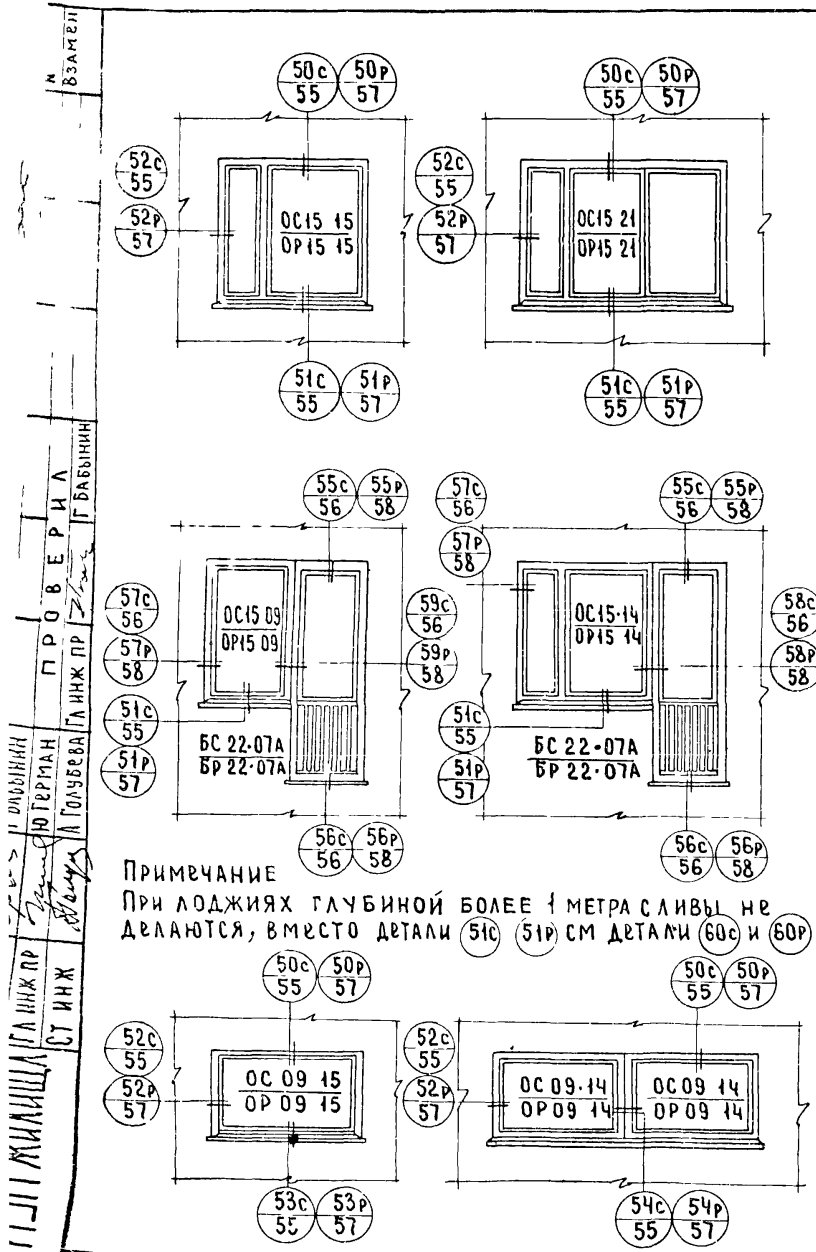 50с 50р
55 57
50с 50р
55 57
52с
55
52р
57
ОС15 15
ОР15 15
52с
55
52р
57
ОС15 21
ОР15 21
51с 51р
55 57
51с 51р
55 57
55с 55р
56 58
57с
56
57р
58
55с 55р
56 58
57с
56
57р
58
51с
55
51р
57
ОС15 09
ОР15 09
БС 22·07А
БР 22·07А
59с
56
59р
58
51с
55
51р
57
ОС15·14
ОР15 14
БС 22·07А
БР 22·07А
58с
56
58р
58
56с 56р
56 58
56с 56р
56 58
ПРИМЕЧАНИЕ
ПРИ ЛОДЖИЯХ ГЛУБИНОЙ БОЛЕЕ 1 МЕТРА СЛИВЫ НЕ
ДЕЛАЮТСЯ, ВМЕСТО ДЕТАЛИ 51с 51р СМ ДЕТАЛИ 60с И 60р
50с 50р
55 57
50с 50р
55 57
52с
55
52р
57
ОС 09 15
ОР 09 15
52с
55
52р
57
ОС 09·14 ОС 09 14
ОР 09 14 ОР 09 14
53с 53р
55 57
54с 54р
55 57
ВЗАМЕН
ПРОВЕРИЛ
Г БАБЫНИН
ГЛ ИНЖ ПР
Ю ГЕРМАН
А ГОЛУБЕВА
ГЛ ИНЖ ПР
СТ ИНЖ
ЖИЛИЩА